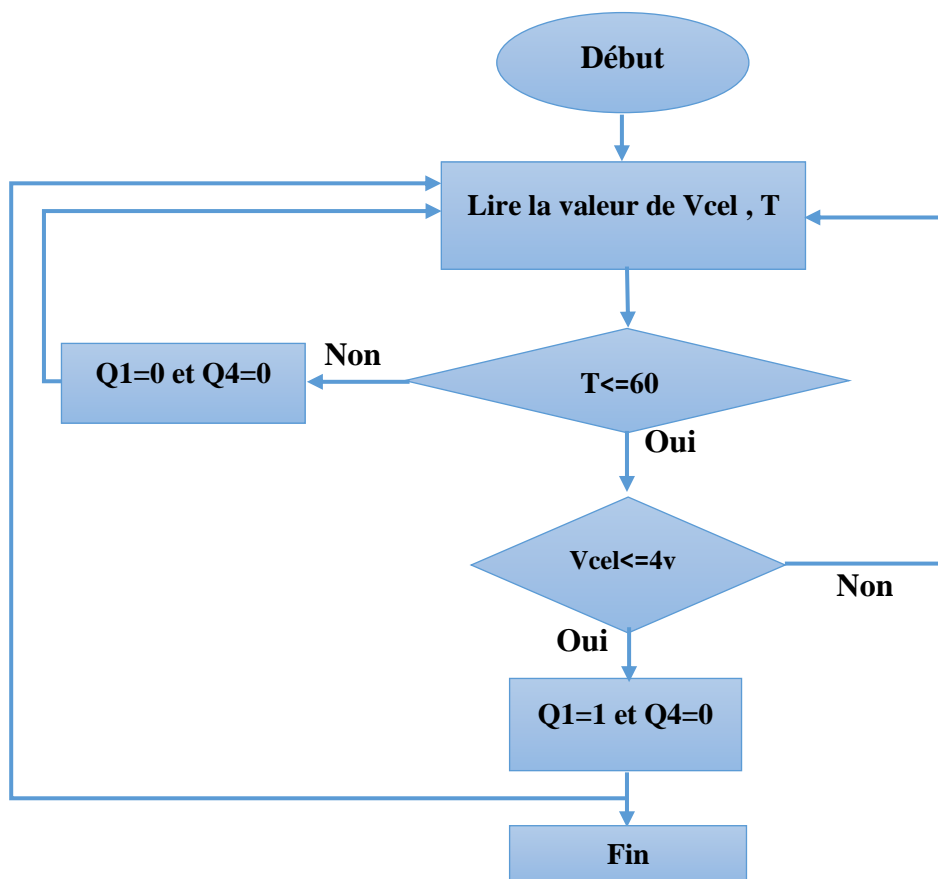 Début
Lire la valeur de Vcel , T
Non
Q1=0 et Q4=0
T<=60
Oui
Vcel<=4v
Non
Oui
Q1=1 et Q4=0
Fin